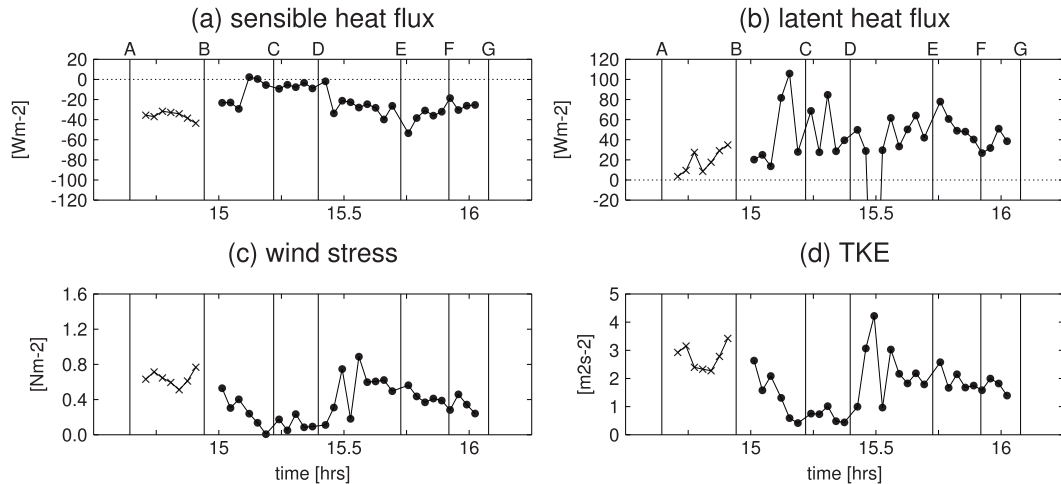 (a) sensible heat flux
(b) latent heat flux
A B C D E F G
A B C D E F G
20
0
-20
-40
-60
-80
-100
-120
[Wm-2]
15 15.5 16
120
100
80
60
40
20
0
-20
[Wm-2]
15 15.5 16
(c) wind stress
(d) TKE
1.6
1.2
0.8
0.4
0.0
[Nm-2]
15 15.5 16
time [hrs]
5
4
3
2
1
0
[m2s-2]
15 15.5 16
time [hrs]